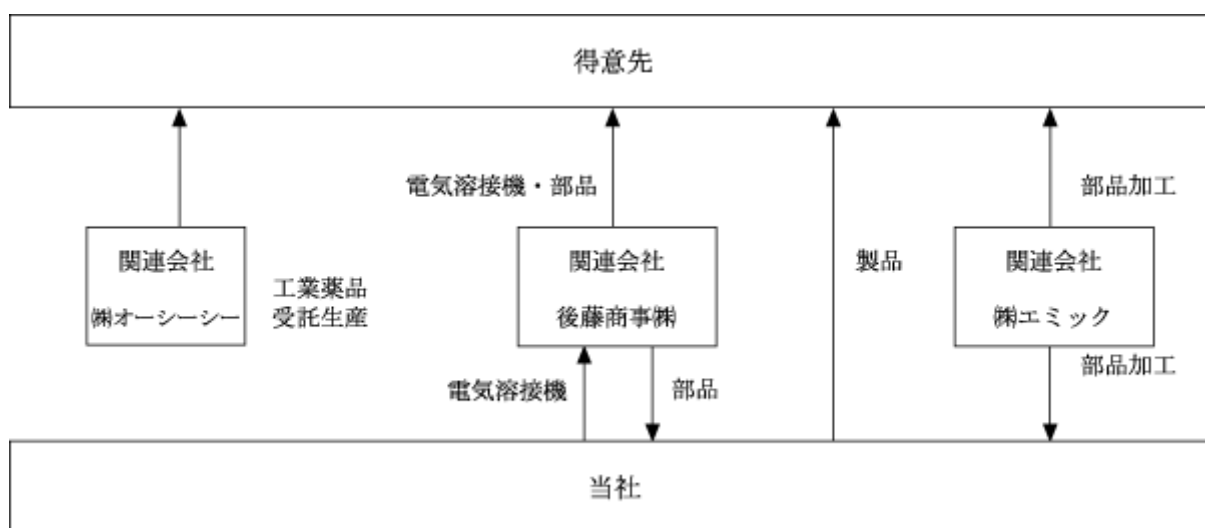 得意先
電気溶接機・部品
部品加工
関連会社
㈱オーシーシー
工業薬品
受託生産
関連会社
後藤商事㈱
製品
関連会社
㈱エミック
電気溶接機
部品
部品加工
当社